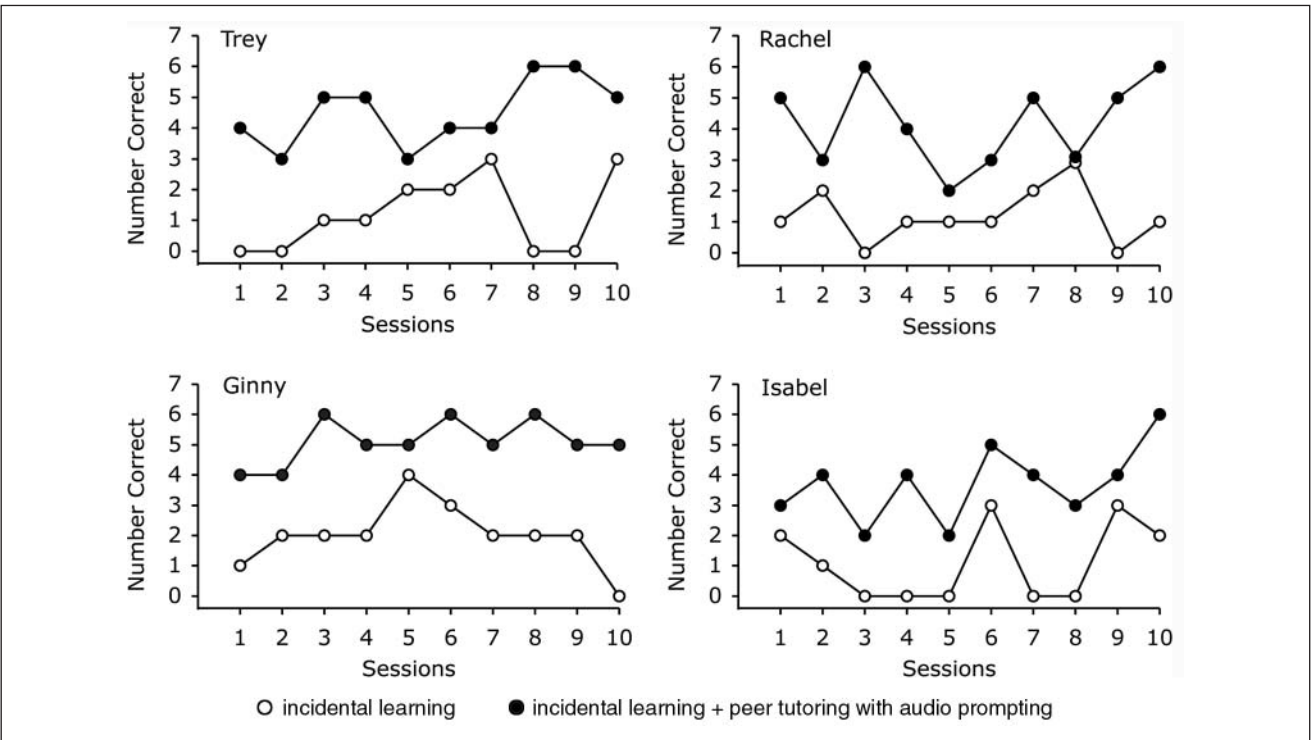 Trey
7
6
5
4
3
2
1
0
Number Correct
1 2 3 4 5 6 7 8 9 10
Sessions
Rachel
7
6
5
4
3
2
1
0
Number Correct
1 2 3 4 5 6 7 8 9 10
Sessions
Ginny
7
6
5
4
3
2
1
0
Number Correct
1 2 3 4 5 6 7 8 9 10
Sessions
Isabel
7
6
5
4
3
2
1
0
Number Correct
1 2 3 4 5 6 7 8 9 10
Sessions
incidental learning
incidental learning + peer tutoring with audio prompting